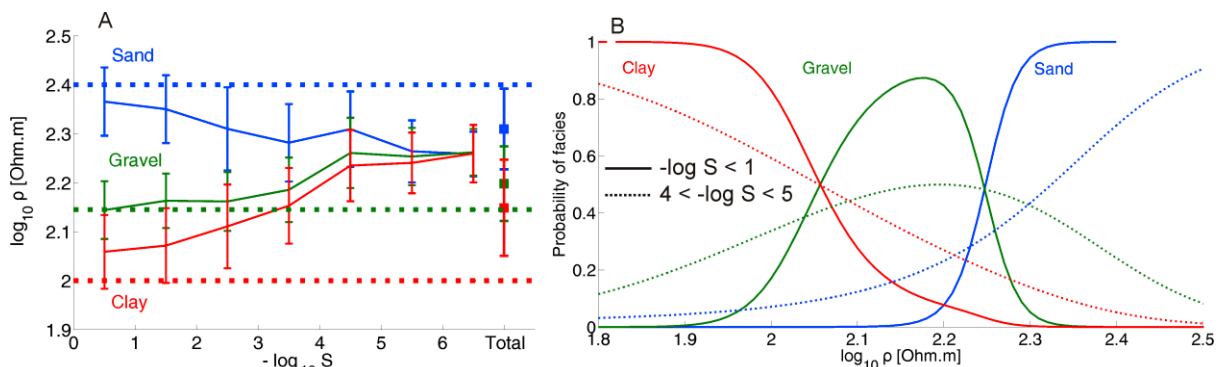 A
log₁₀ ρ [Ohm.m]
2.5
2.4
2.3
2.2
2.1
2
1.9
Sand
Gravel
Clay
0 1 2 3 4 5 6 Total
- log₁₀ S
B
Probability of facies
1
0.8
0.6
0.4
0.2
0
Clay
Gravel
Sand
-log S < 1
4 < -log S < 5
1.8 1.9 2 2.1 2.2 2.3 2.4 2.5
log₁₀ ρ [Ohm.m]